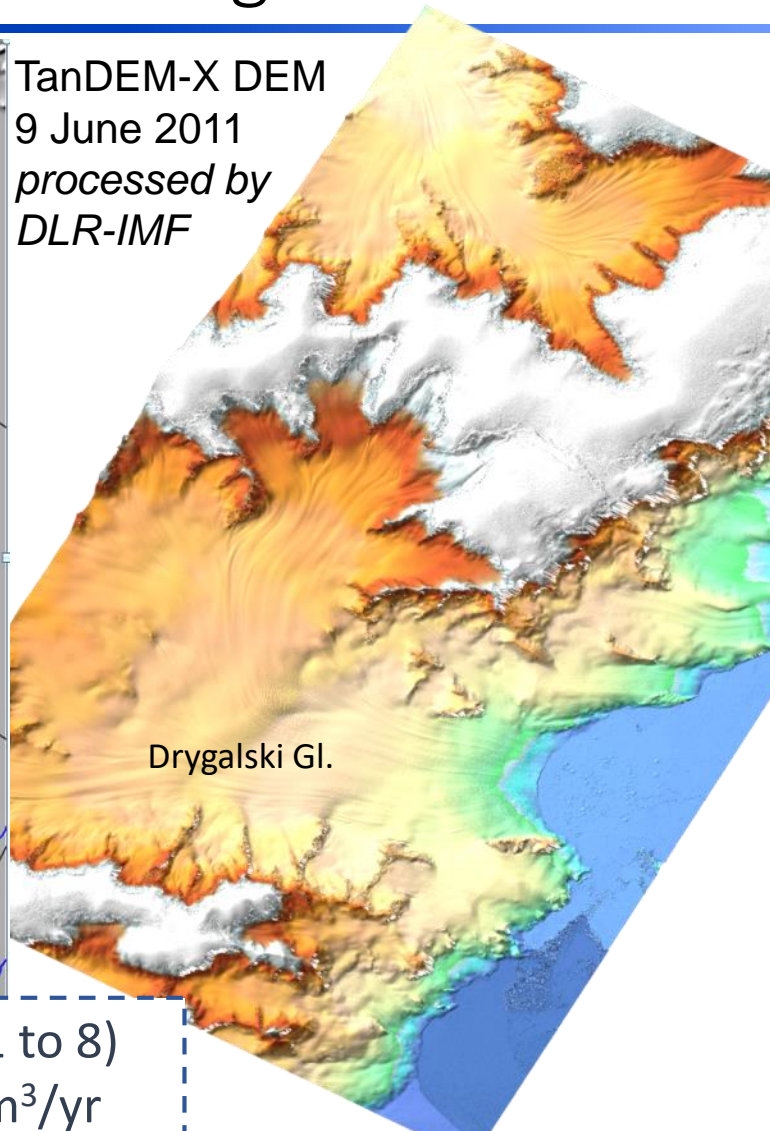 TanDEM-X DEM
9 June 2011
processed by
DLR-IMF
Drygalski Gl.
to 8)
m³/yr